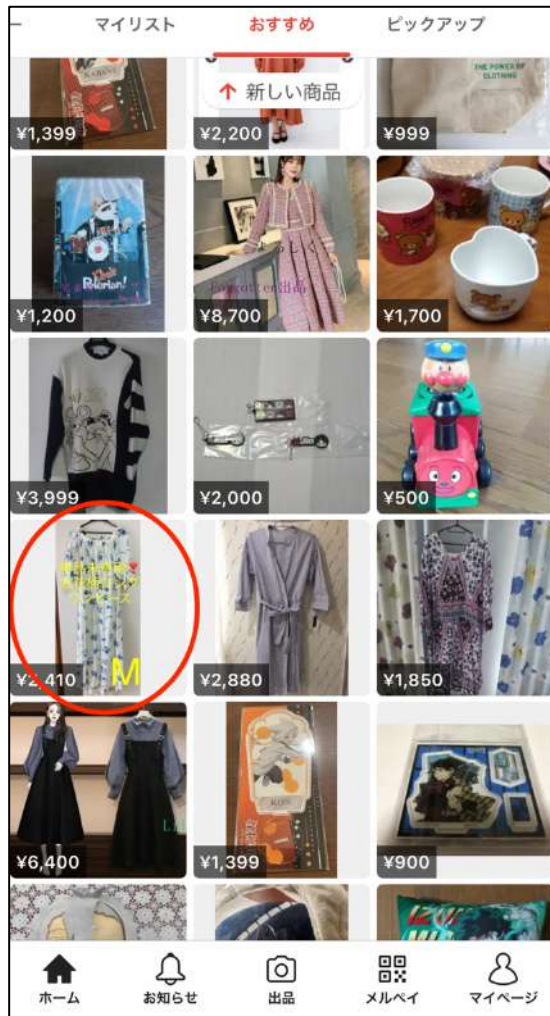 マイリスト
おすすめ
ピックアップ
THE POWER OF
CLOTHING
↑ 新しい商品
¥1,399
¥2,200
¥999
¥1,200
¥8,700
¥1,700
¥3,999
¥2,000
¥500
M
¥2,410
¥2,880
¥1,850
KON
¥6,400
¥1,399
¥900
ホーム
お知らせ
出品
メルペイ
マイページ